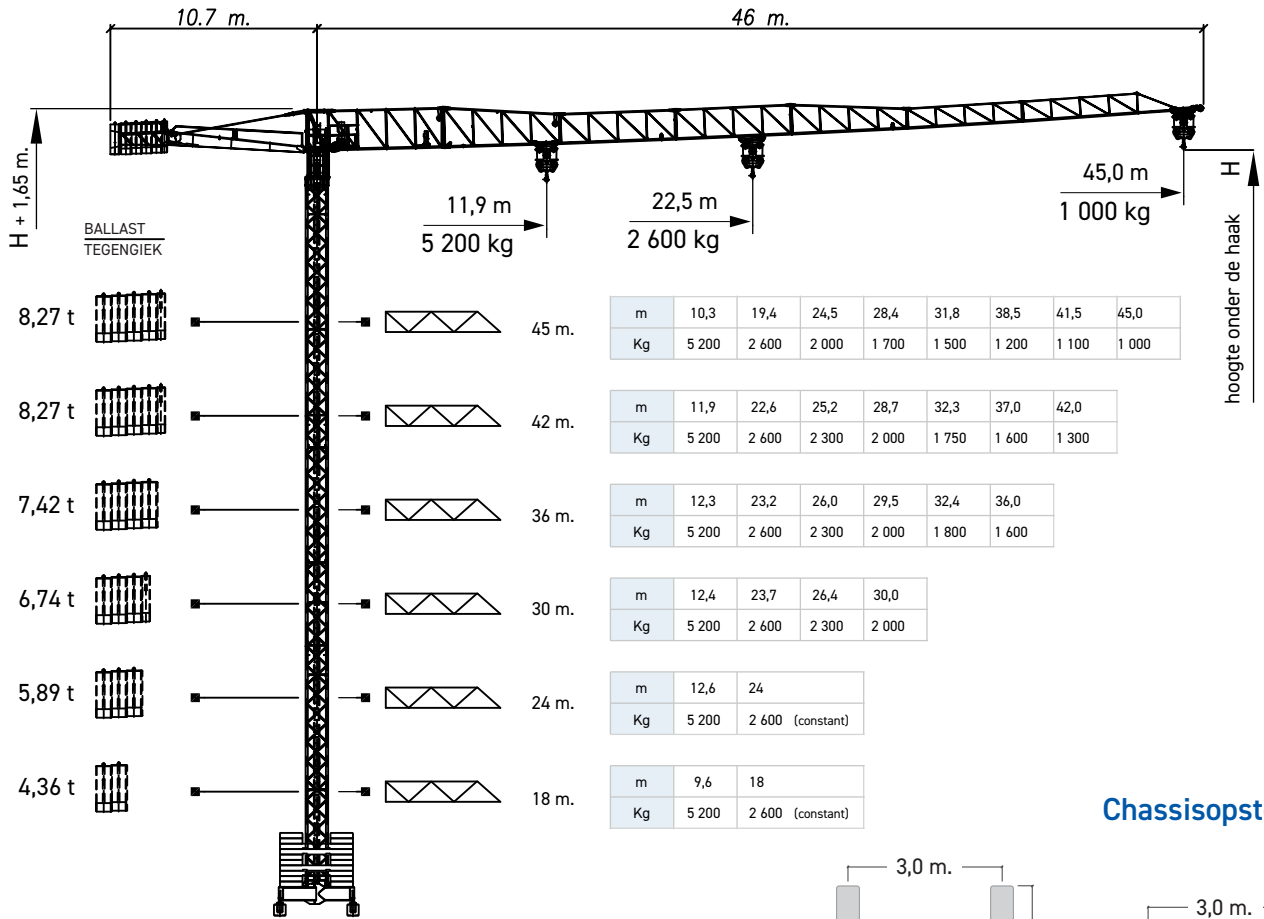 10.7 m.
46 m.
H + 1,65 m.
BALLAST
TEGENGIEK
11,9 m
5 200 kg
22,5 m
2 600 kg
45,0 m
1 000 kg
H
hoogte onder de haak
8,27 t
45 m.
m 10,3 19,4 24,5 28,4 31,8 38,5 41,5 45,0
Kg 5 200 2 600 2 000 1 700 1 500 1 200 1 100 1 000
8,27 t
42 m.
m 11,9 22,6 25,2 28,7 32,3 37,0 42,0
Kg 5 200 2 600 2 300 2 000 1 750 1 600 1 300
7,42 t
36 m.
m 12,3 23,2 26,0 29,5 32,4 36,0
Kg 5 200 2 600 2 300 2 000 1 800 1 600
6,74 t
30 m.
m 12,4 23,7 26,4 30,0
Kg 5 200 2 600 2 300 2 000
5,89 t
24 m.
m 12,6 24
Kg 5 200 2 600 (constant)
4,36 t
18 m.
m 9,6 18
Kg 5 200 2 600 (constant)
Chassisopst
3,0 m.
3,0 m.